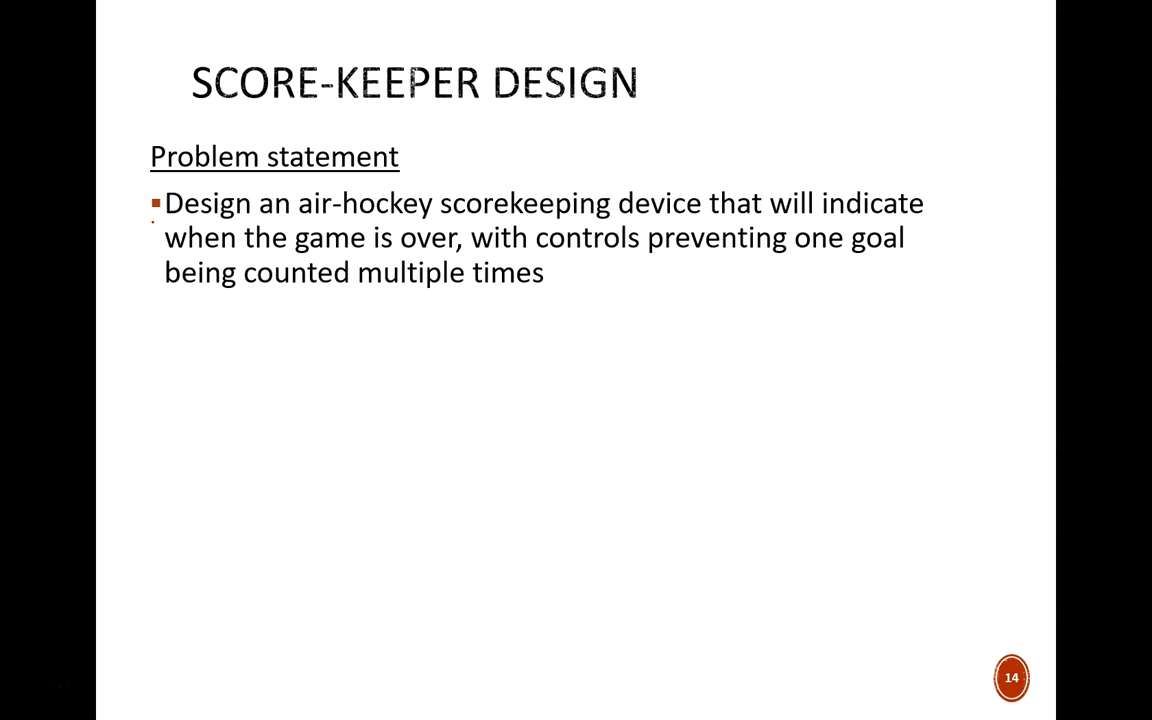 SCORE-KEEPER DESIGN
Problem statement
▪Design an air-hockey scorekeeping device that will indicate
when the game is over, with controls preventing one goal
being counted multiple times
14